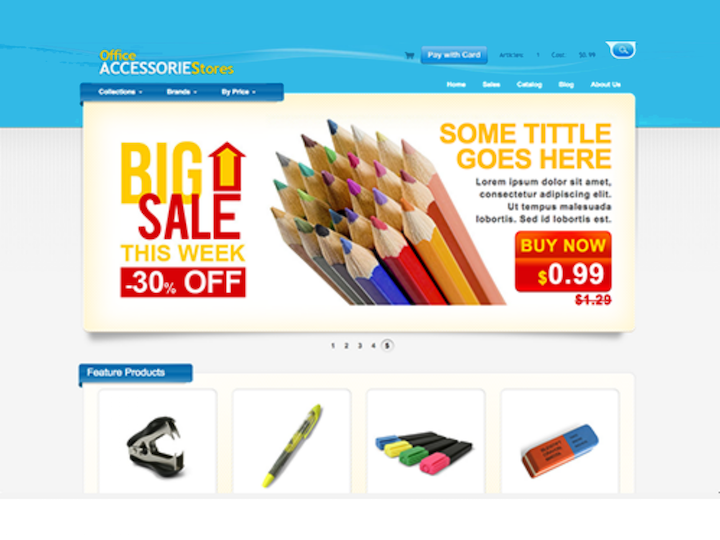 Office
ACCESSORIEStores
Pay with Card
Articles 1 Cost: $0.99
Home Sales Catalog Blog About Us
Collections Brands By Price
BIG
SALE
THIS WEEK
-30% OFF
SOME TITTLE
GOES HERE
Lorem ipsum dolor sit amet,
consectetur adipiscing elit.
Ut tempus malesuada
lobortis. Sed id lobortis est.
BUY NOW
$0.99
$1.29
1 2 3 4 5
Feature Products